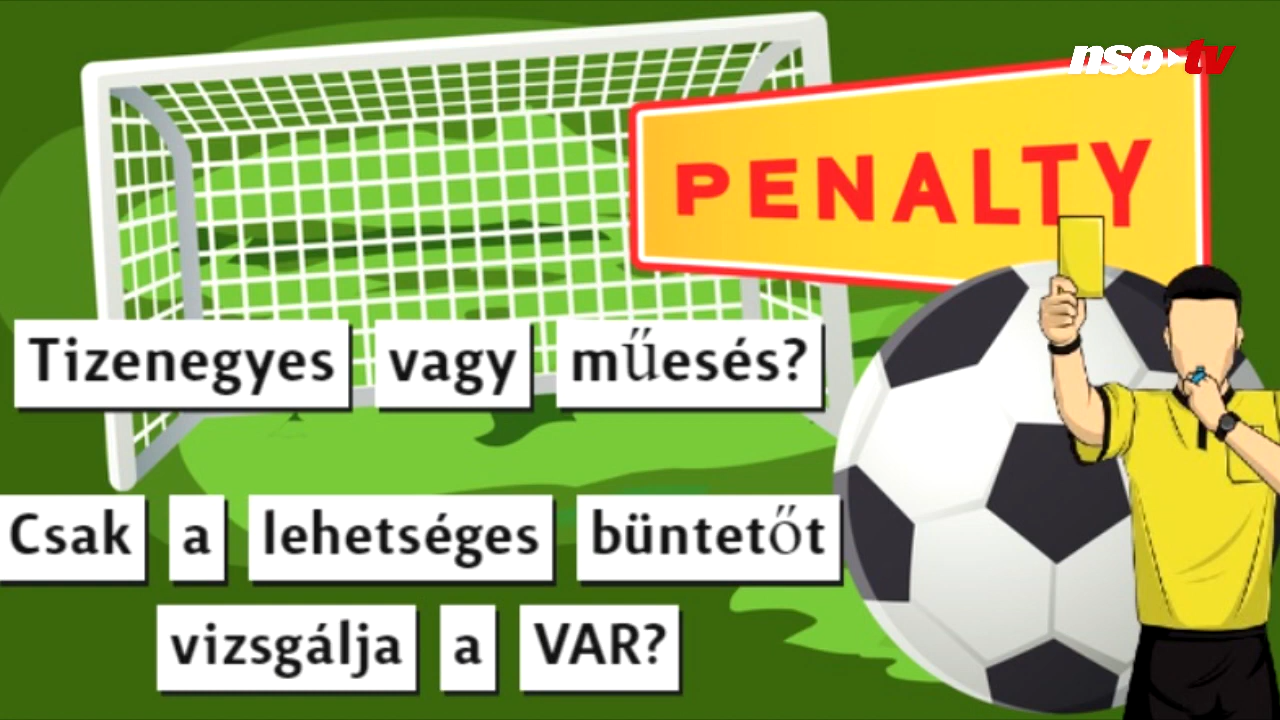 nso tv
PENALTY
Tizenegyes vagy műesés?
Csak a lehetséges büntetőt
vizsgálja a VAR?